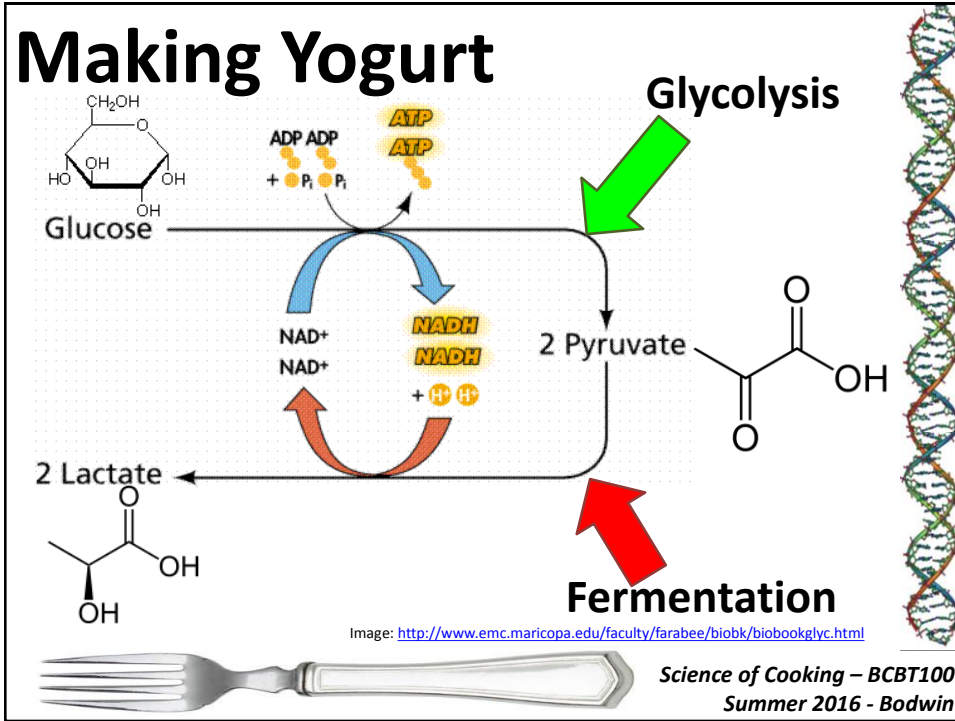 Making Yogurt
Glycolysis
CH₂OH
O
OH
HO
OH
OH
Glucose
ADP ADP
+ Pᵢ Pᵢ
ATP
ATP
NAD⁺
NAD⁺
NADH
NADH
+ H⁺ H⁺
2 Pyruvate
O
OH
O
2 Lactate
O
OH
OH
Fermentation
Image: http://www.emc.maricopa.edu/faculty/farabee/biobk/biobookglyc.html
Science of Cooking – BCBT100
Summer 2016 - Bodwin